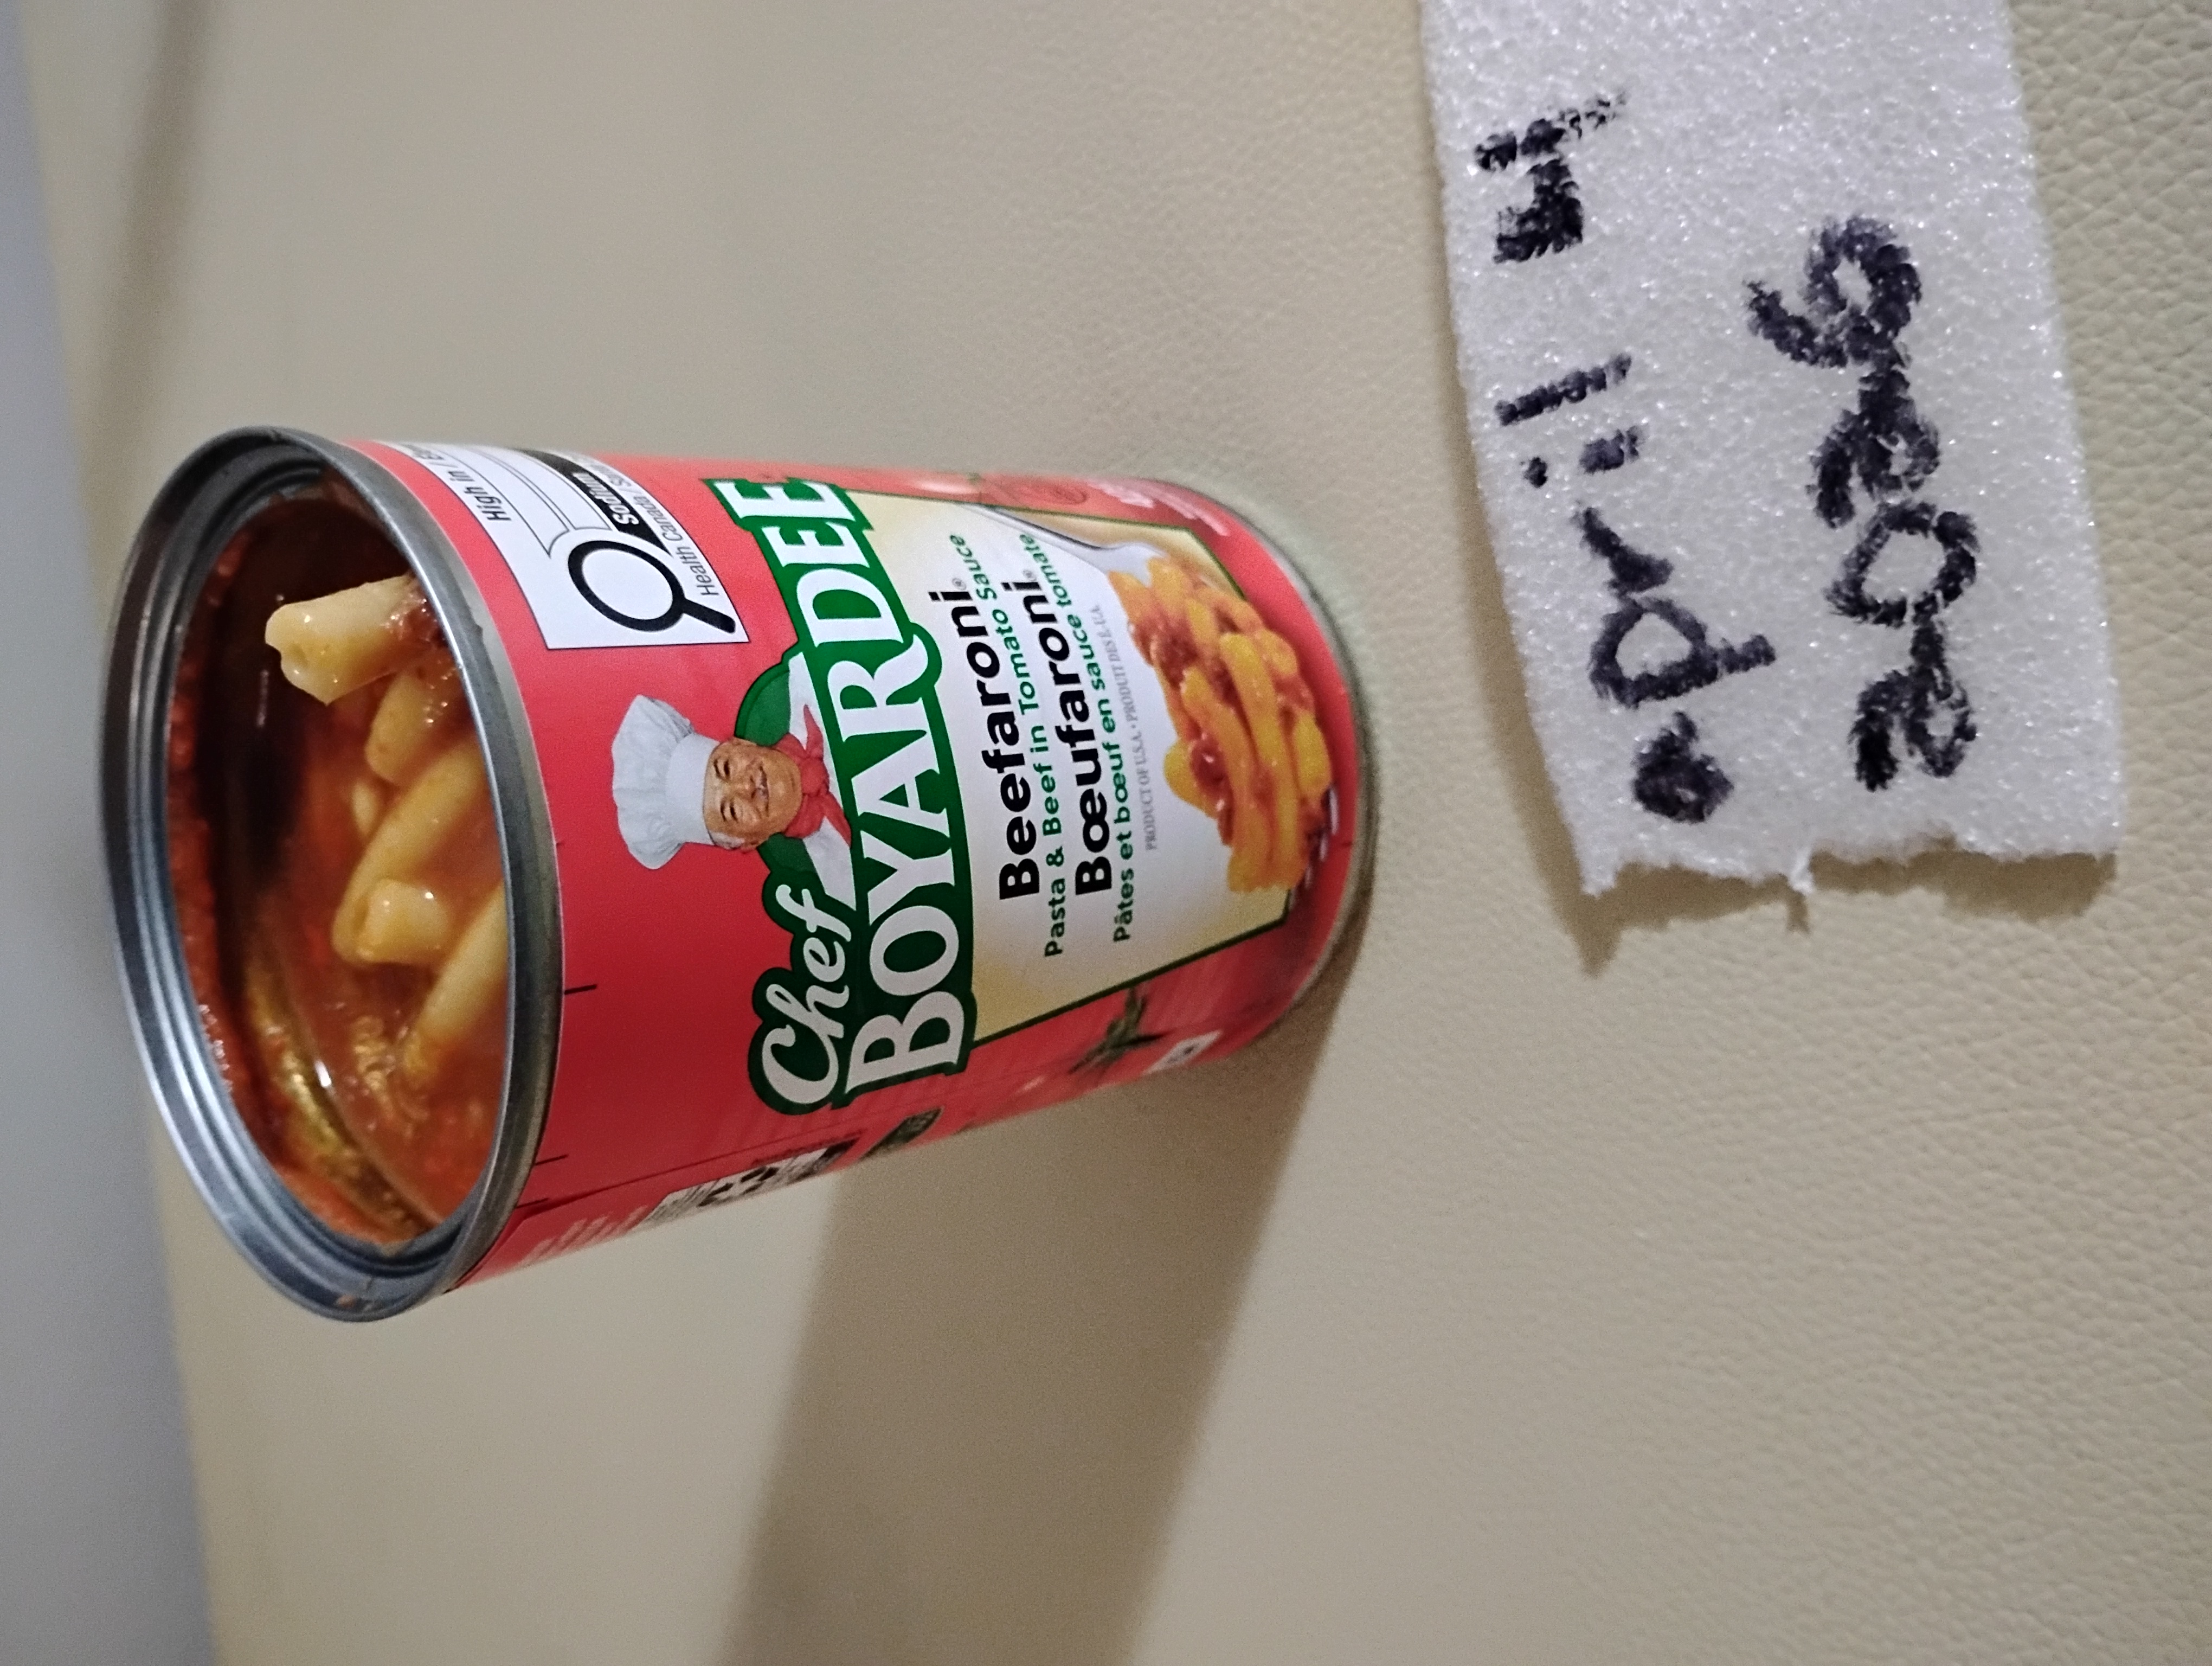 High in /
Sodium
Health Canada /
Chef
BOYARDEE
Beefaroni®
Pasta & Beef in Tomato Sauce
Bœufaroni®
Pâtes et bœuf en sauce tomate
PRODUCT OF U.S.A. • PRODUIT DES É.U.A.
april 4
2026